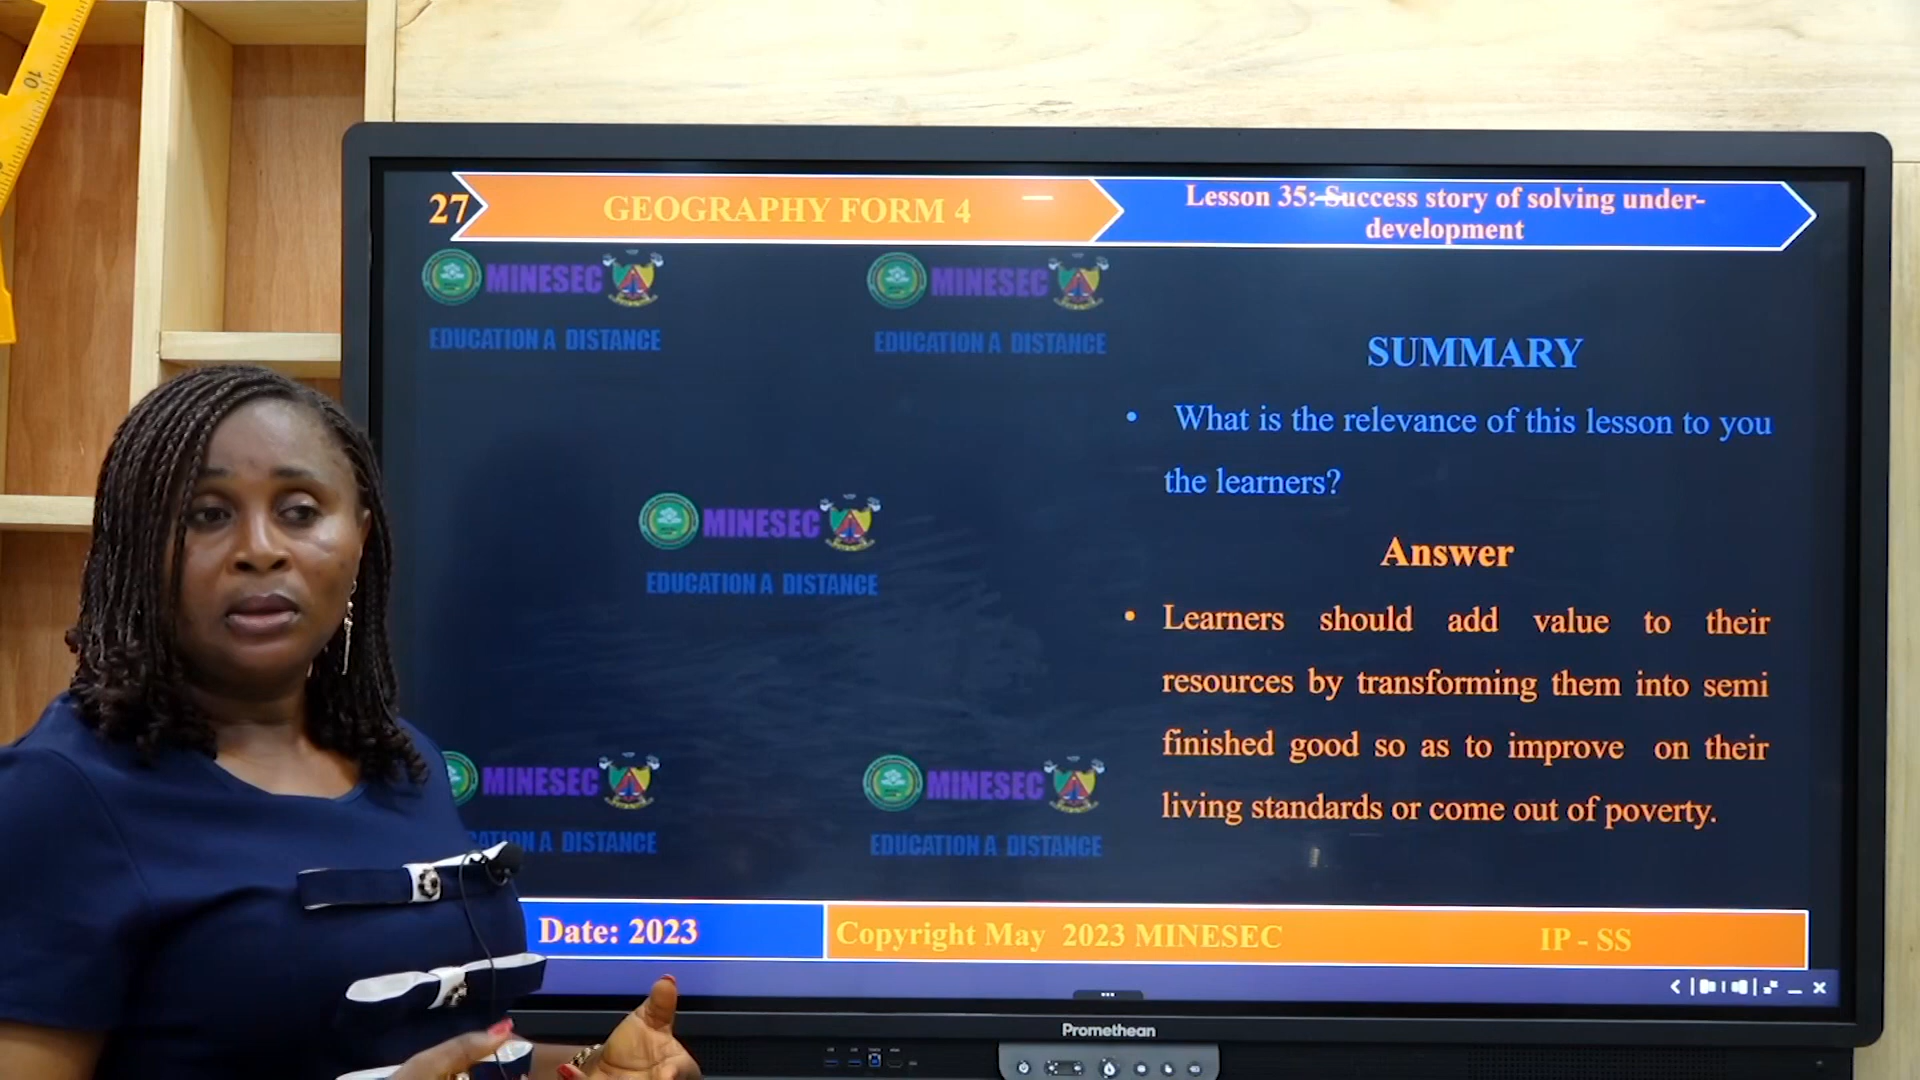 27
GEOGRAPHY FORM 4
Lesson 35: Success story of solving under-
development
MINESEC
EDUCATION A DISTANCE
MINESEC
EDUCATION A DISTANCE
SUMMARY
• What is the relevance of this lesson to you
the learners?
MINESEC
EDUCATION A DISTANCE
Answer
• Learners should add value to their
resources by transforming them into semi
finished good so as to improve on their
living standards or come out of poverty.
MINESEC
CATION A DISTANCE
MINESEC
EDUCATION A DISTANCE
Date: 2023
Copyright May 2023 MINESEC
IP - SS
Promethean
10